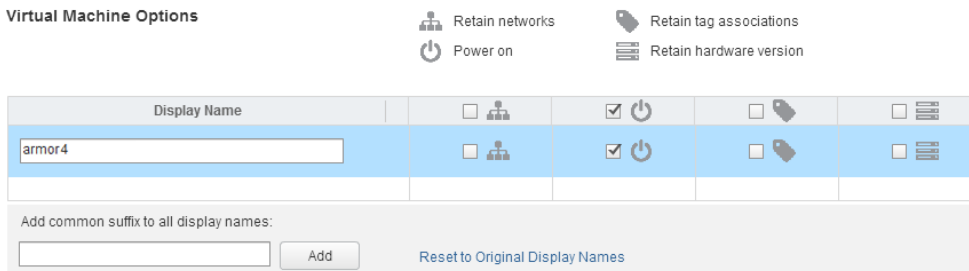 Virtual Machine Options
Retain networks
Retain tag associations
Power on
Retain hardware version
Display Name
armor4
Add common suffix to all display names:
Add
Reset to Original Display Names